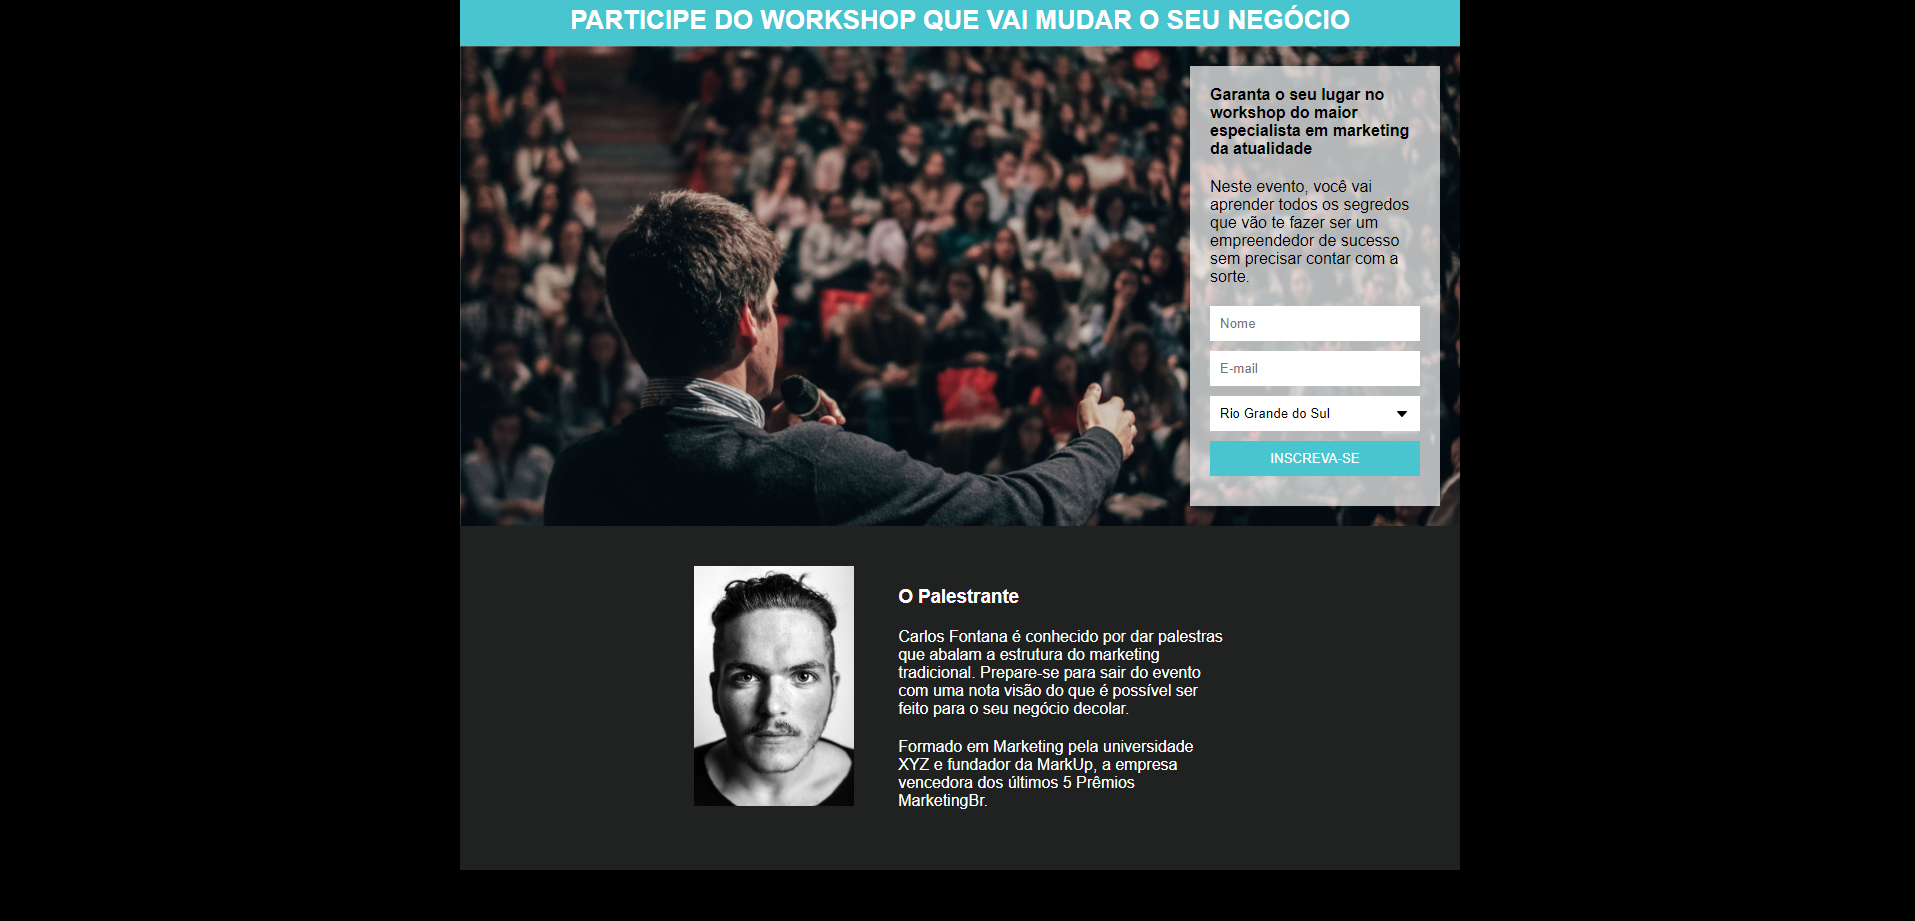 PARTICIPE DO WORKSHOP QUE VAI MUDAR O SEU NEGÓCIO
Garanta o seu lugar no
workshop do maior
especialista em marketing
da atualidade
Neste evento, você vai
aprender todos os segredos
que vão te fazer ser um
empreendedor de sucesso
sem precisar contar com a
sorte.
Nome
E-mail
Rio Grande do Sul
INSCREVA-SE
O Palestrante
Carlos Fontana é conhecido por dar palestras
que abalam a estrutura do marketing
tradicional. Prepare-se para sair do evento
com uma nota visão do que é possível ser
feito para o seu negócio decolar.
Formado em Marketing pela universidade
XYZ e fundador da MarkUp, a empresa
vencedora dos últimos 5 Prêmios
MarketingBr.